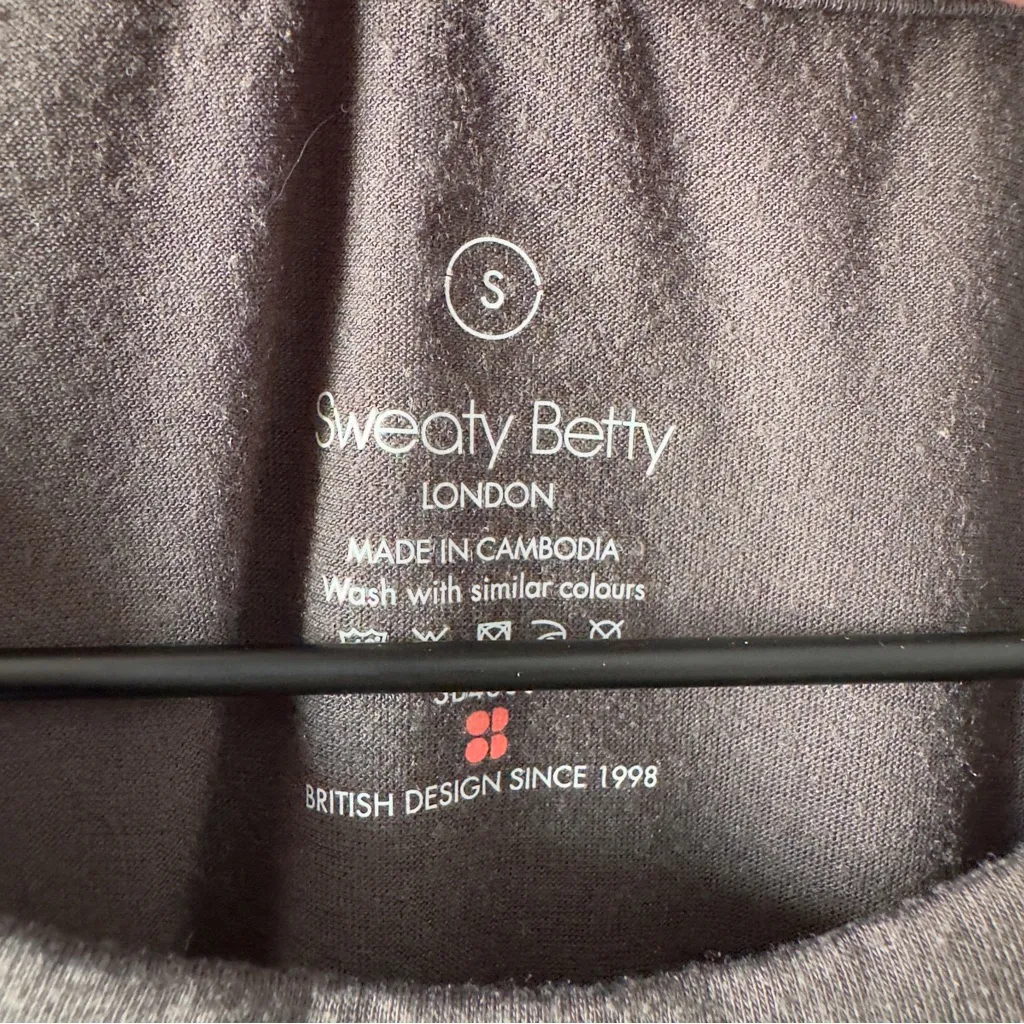 S
Sweaty Betty
LONDON
MADE IN CAMBODIA
Wash with similar colours
BRITISH DESIGN SINCE 1998